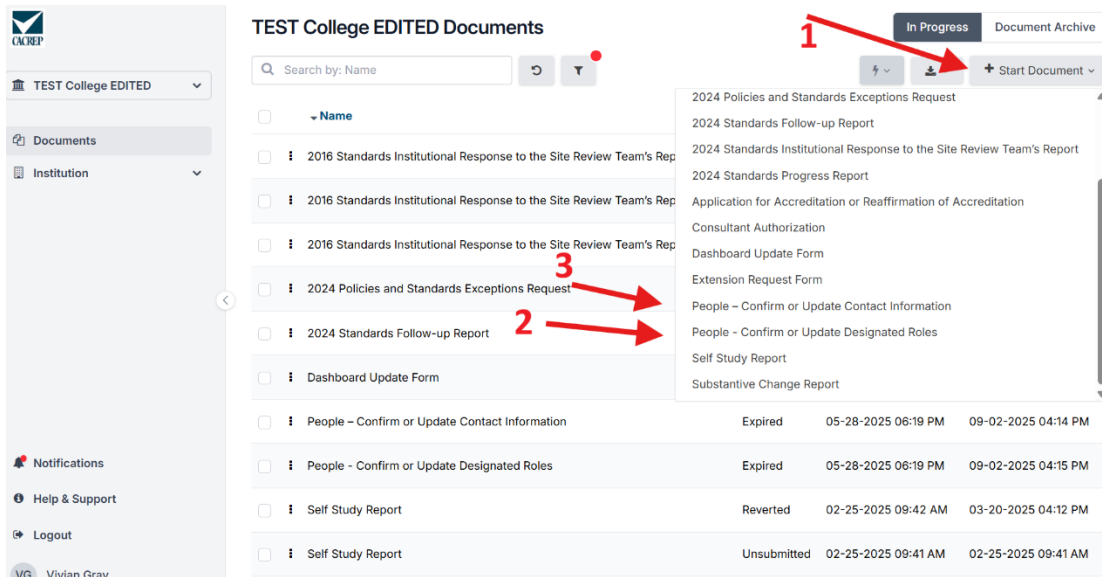 CACREP
TEST College EDITED
Documents
Institution
Notifications
Help & Support
Logout
VG Vivian Gray
TEST College EDITED Documents
In Progress Document Archive
Search by: Name
+ Start Document
1
Name
2016 Standards Institutional Response to the Site Review Team's Rep
2016 Standards Institutional Response to the Site Review Team's Rep
2016 Standards Institutional Response to the Site Review Team's Rep
2024 Policies and Standards Exceptions Request
2024 Standards Follow-up Report
Dashboard Update Form
2024 Policies and Standards Exceptions Request
2024 Standards Follow-up Report
2024 Standards Institutional Response to the Site Review Team's Report
2024 Standards Progress Report
Application for Accreditation or Reaffirmation of Accreditation
Consultant Authorization
Dashboard Update Form
Extension Request Form
3
People – Confirm or Update Contact Information
2
People - Confirm or Update Designated Roles
Self Study Report
Substantive Change Report
People – Confirm or Update Contact Information Expired 05-28-2025 06:19 PM 09-02-2025 04:14 PM
People - Confirm or Update Designated Roles Expired 05-28-2025 06:19 PM 09-02-2025 04:15 PM
Self Study Report Reverted 02-25-2025 09:42 AM 03-20-2025 04:12 PM
Self Study Report Unsubmitted 02-25-2025 09:41 AM 02-25-2025 09:41 AM